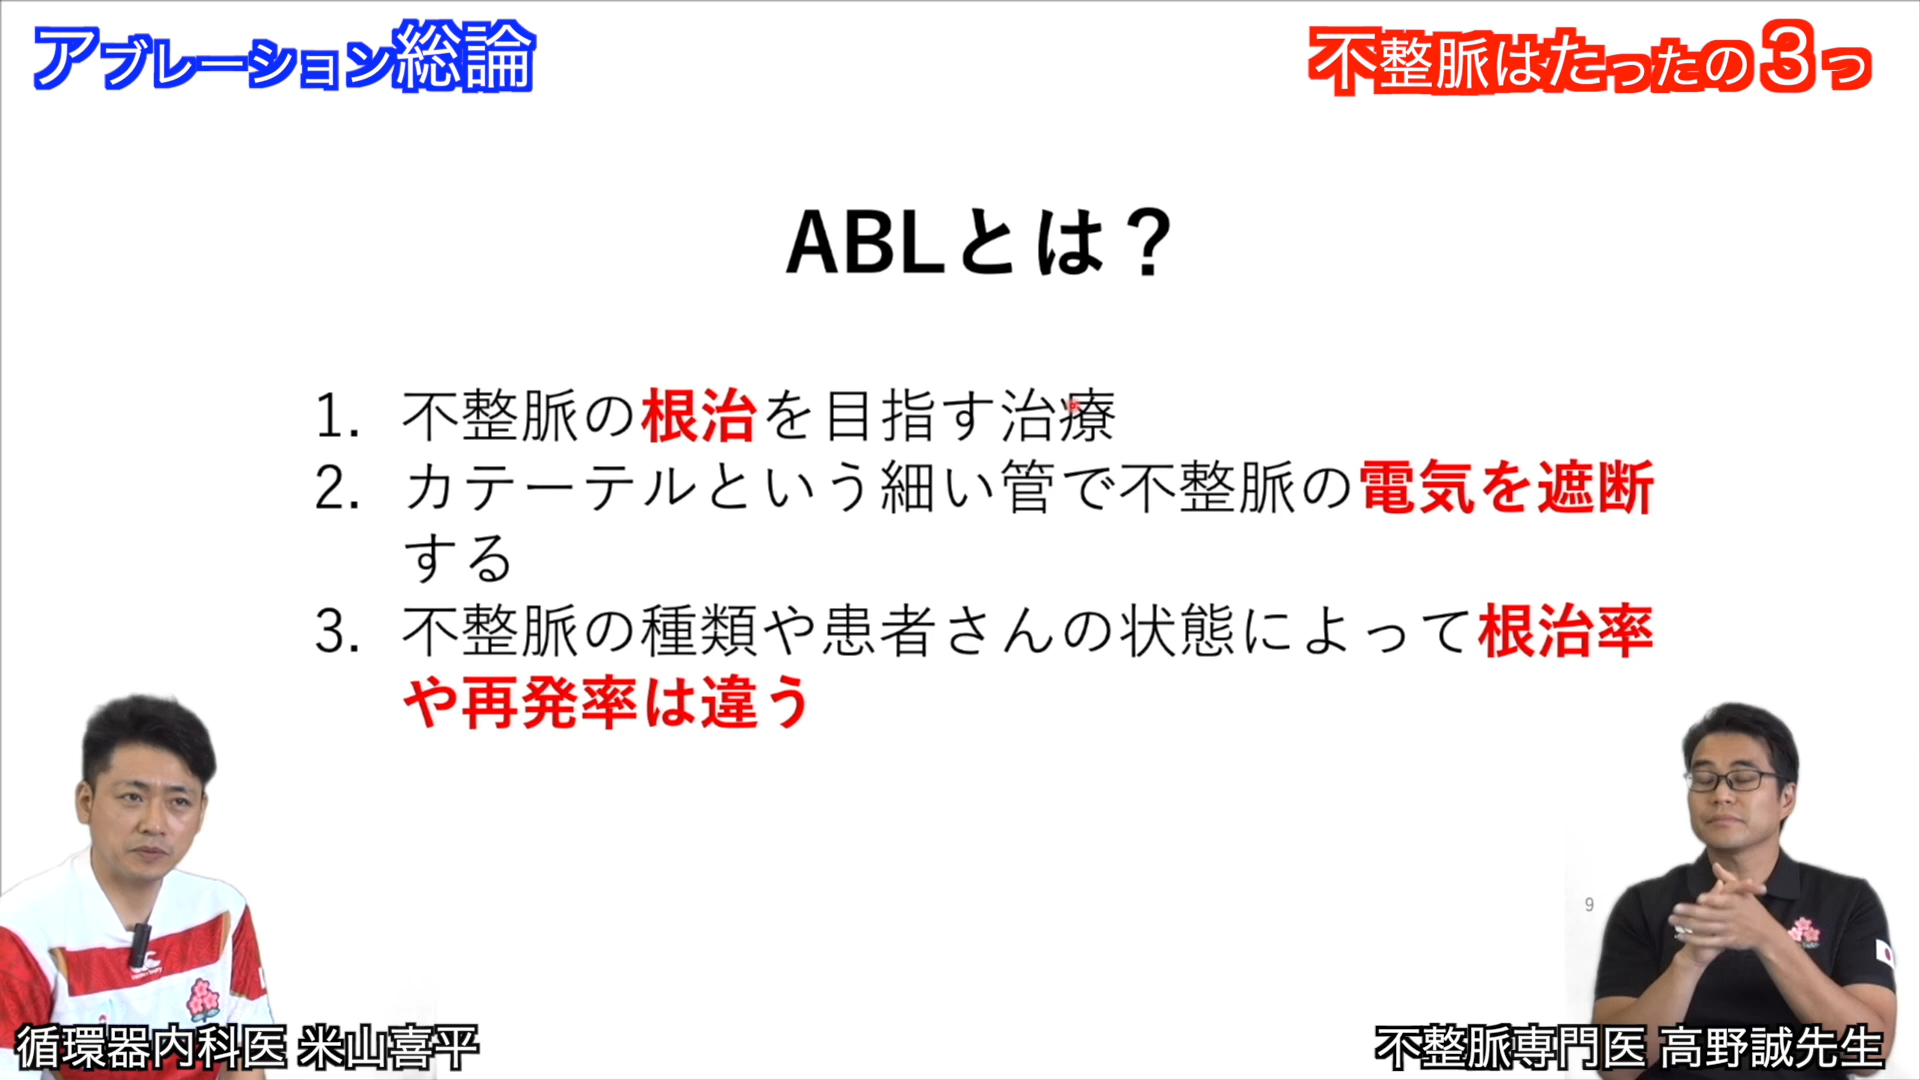 アブレーション総論
不整脈はたったの3つ
ABLとは？
1. 不整脈の根治を目指す治療
2. カテーテルという細い管で不整脈の電気を遮断
する
3. 不整脈の種類や患者さんの状態によって根治率
や再発率は違う
9
循環器内科医 米山喜平
不整脈専門医 高野誠先生